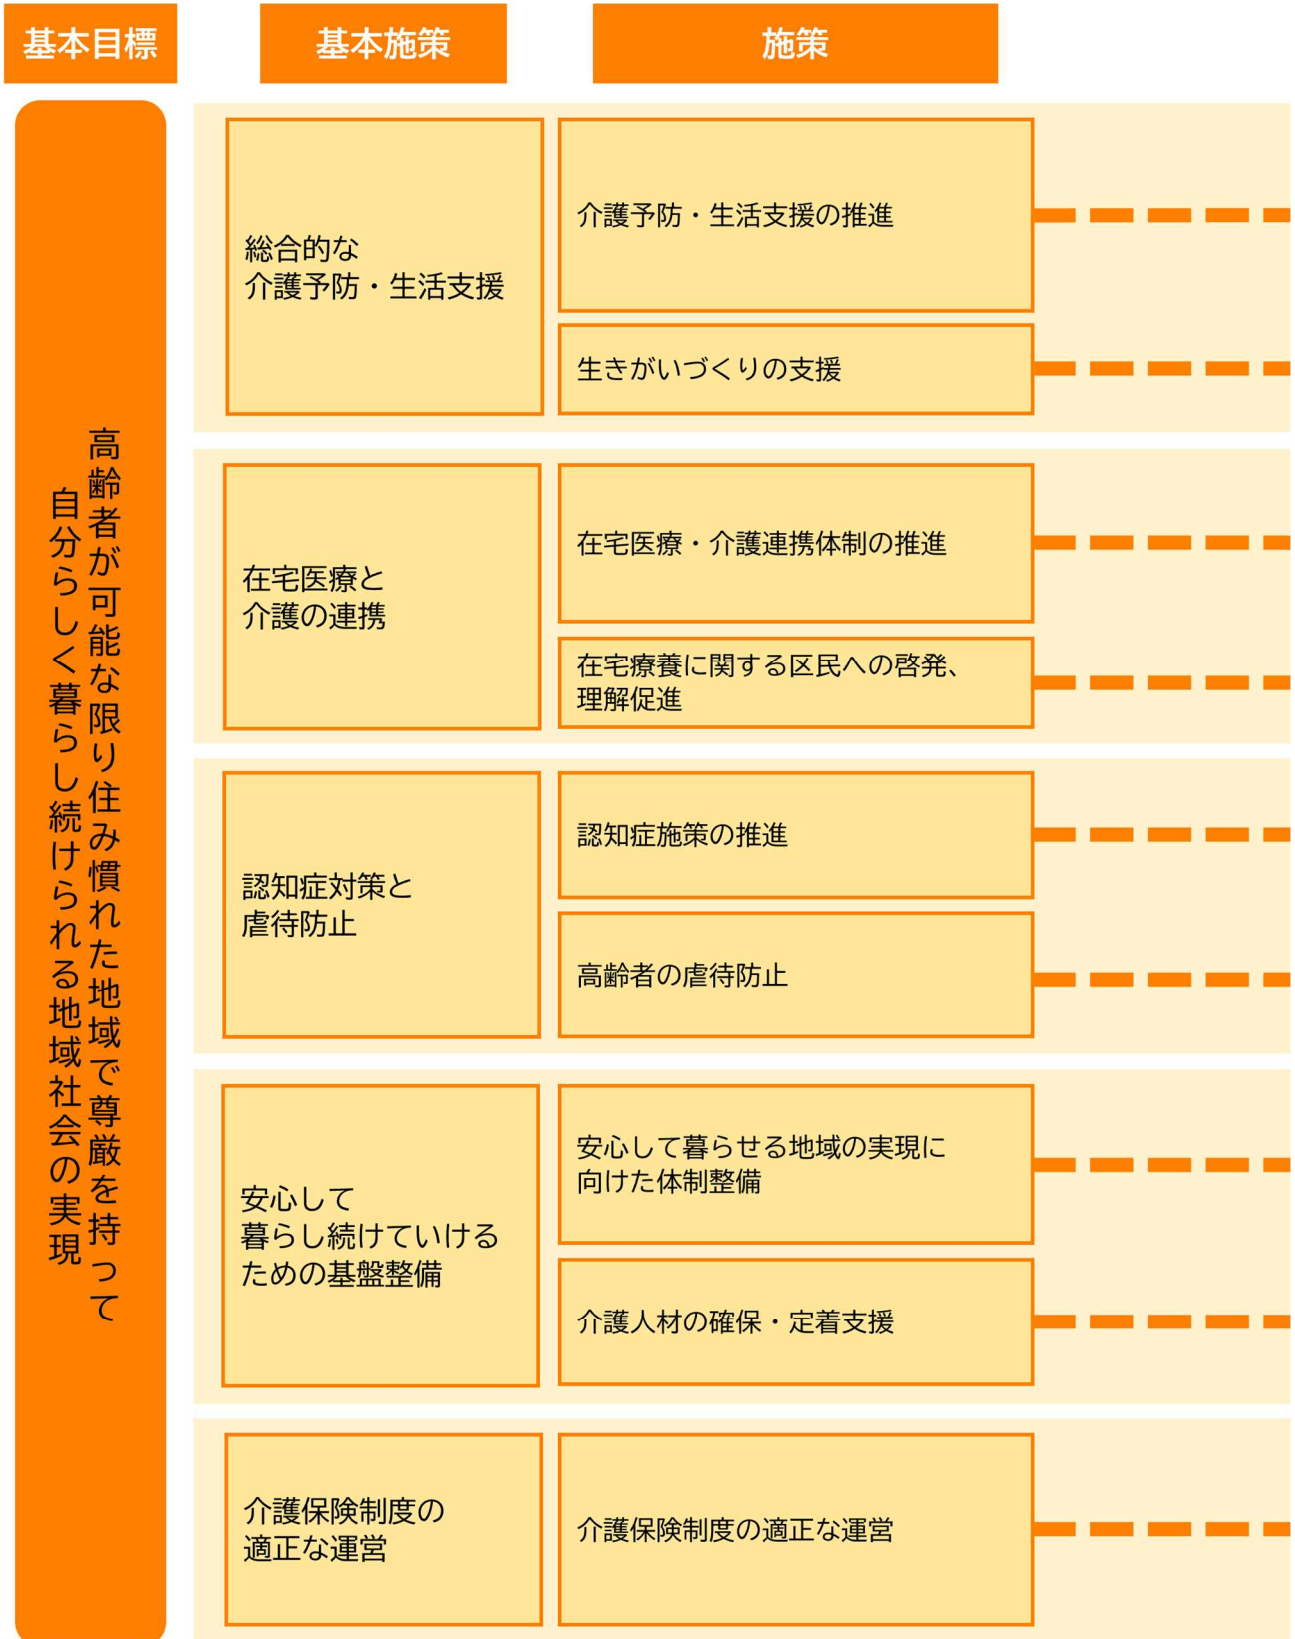 基本目標
基本施策
施策
高齢者が可能な限り住み慣れた地域で尊厳を持って
自分らしく暮らし続けられる地域社会の実現
総合的な
介護予防・生活支援
介護予防・生活支援の推進
生きがいづくりの支援
在宅医療と
介護の連携
在宅医療・介護連携体制の推進
在宅療養に関する区民への啓発、
理解促進
認知症対策と
虐待防止
認知症施策の推進
高齢者の虐待防止
安心して
暮らし続けていける
ための基盤整備
安心して暮らせる地域の実現に
向けた体制整備
介護人材の確保・定着支援
介護保険制度の
適正な運営
介護保険制度の適正な運営